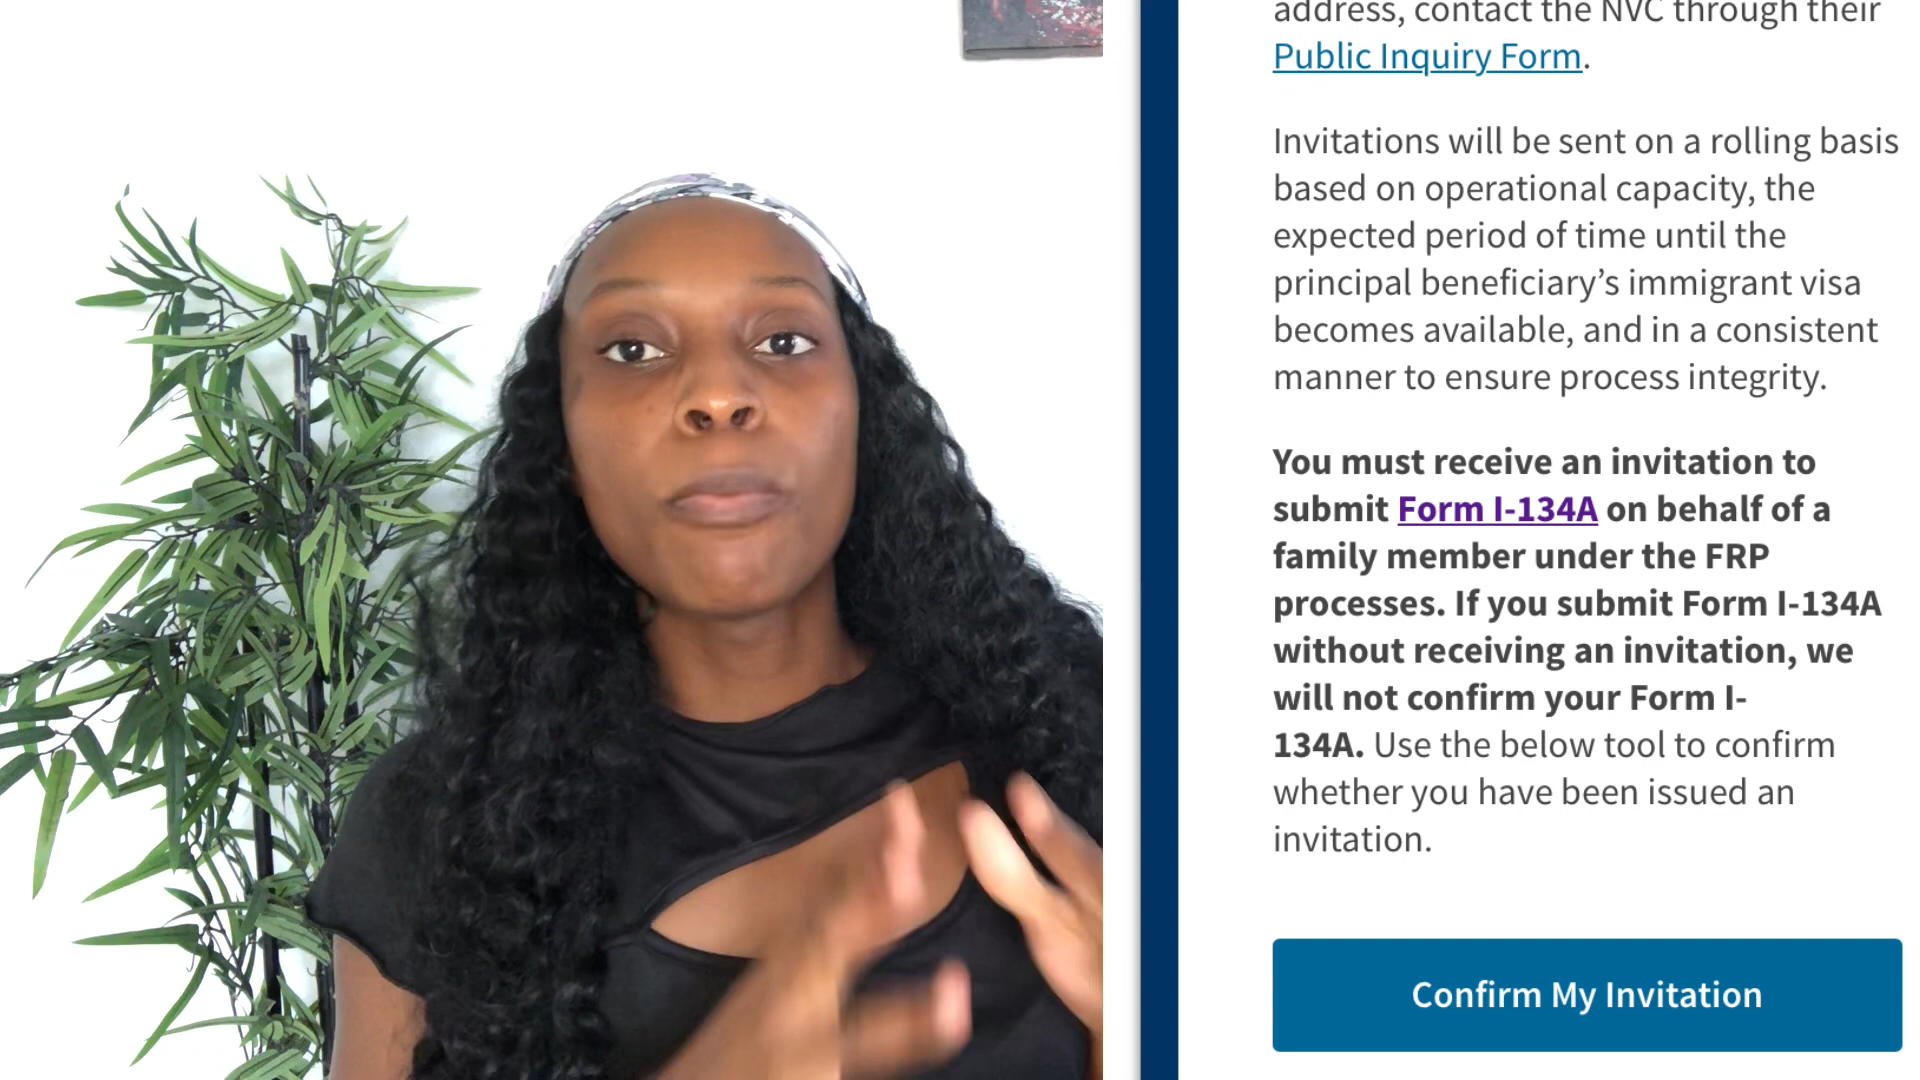 address, contact the NVC through their
Public Inquiry Form.
Invitations will be sent on a rolling basis
based on operational capacity, the
expected period of time until the
principal beneficiary’s immigrant visa
becomes available, and in a consistent
manner to ensure process integrity.
You must receive an invitation to
submit Form I-134A on behalf of a
family member under the FRP
processes. If you submit Form I-134A
without receiving an invitation, we
will not confirm your Form I-
134A. Use the below tool to confirm
whether you have been issued an
invitation.
Confirm My Invitation